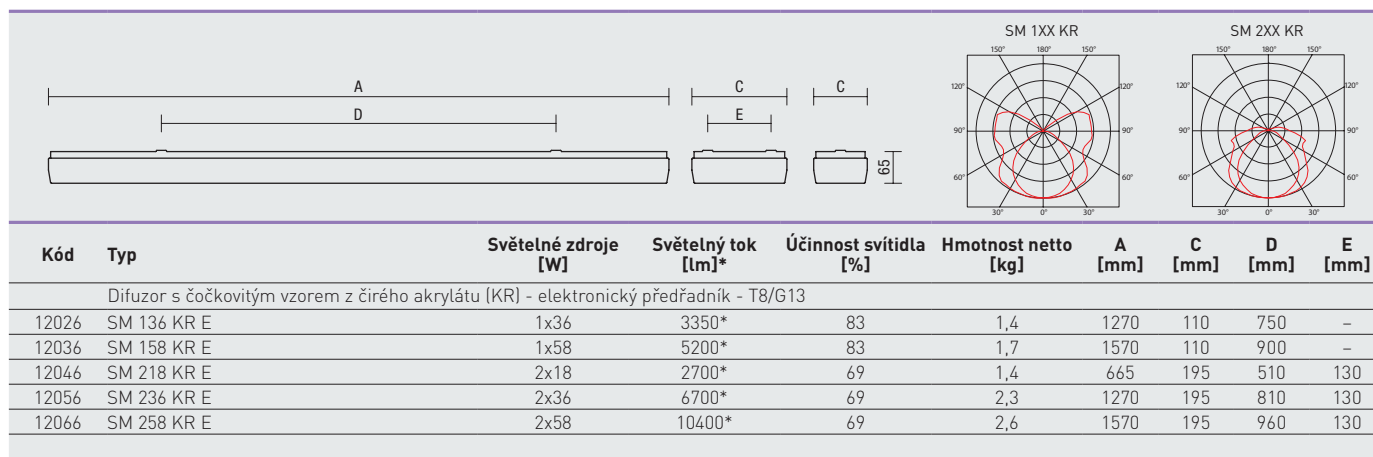 SM 1XX KR
SM 2XX KR
150° 180° 150°
150° 180° 150°
120° 120°
120° 120°
90° 90°
90° 90°
60° 60°
60° 60°
30° 0° 30°
30° 0° 30°
A
C
C
D
E
65
Kód Typ Světelné zdroje [W] Světelný tok [lm]* Účinnost svítidla [%] Hmotnost netto [kg] A [mm] C [mm] D [mm] E [mm]
Difuzor s čočkovitým vzorem z čirého akrylátu (KR) - elektronický předřadník - T8/G13
12026 SM 136 KR E 1x36 3350* 83 1,4 1270 110 750 –
12036 SM 158 KR E 1x58 5200* 83 1,7 1570 110 900 –
12046 SM 218 KR E 2x18 2700* 69 1,4 665 195 510 130
12056 SM 236 KR E 2x36 6700* 69 2,3 1270 195 810 130
12066 SM 258 KR E 2x58 10400* 69 2,6 1570 195 960 130